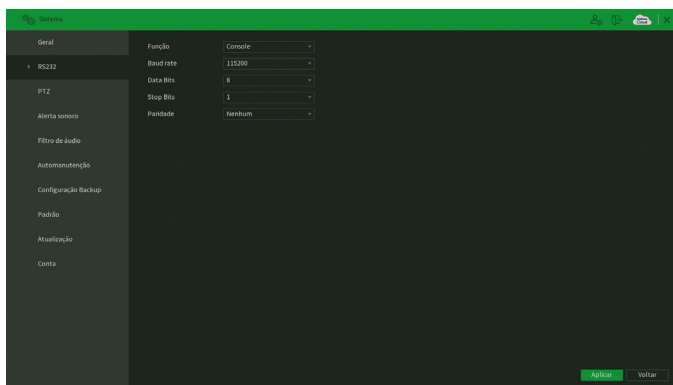 Sistema
Geral
RS232
PTZ
Alerta sonoro
Filtro de áudio
Automanutenção
Configuração Backup
Padrão
Atualização
Conta
Função Console
Baud rate 115200
Data Bits 8
Stop Bits 1
Paridade Nenhum
Aplicar Voltar